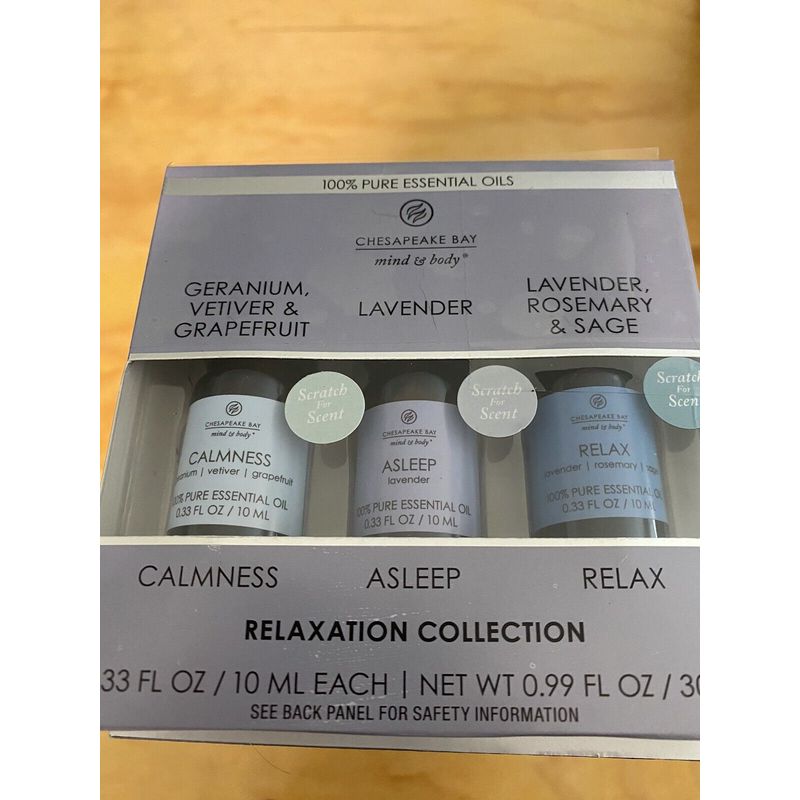 100% PURE ESSENTIAL OILS
CHESAPEAKE BAY
mind & body®
GERANIUM,
VETIVER &
GRAPEFRUIT
LAVENDER
LAVENDER,
ROSEMARY
& SAGE
Scratch
For
Scent
CHESAPEAKE BAY
mind & body
CALMNESS
vetiver | grapefruit
100% PURE ESSENTIAL OIL
0.33 FL OZ / 10 ML
Scratch
For
Scent
CHESAPEAKE BAY
mind & body
ASLEEP
lavender
100% PURE ESSENTIAL OIL
0.33 FL OZ / 10 ML
Scratch
For
Scent
CHESAPEAKE BAY
mind & body
RELAX
lavender | rosemary |
100% PURE ESSENTIAL OIL
0.33 FL OZ / 10 ML
CALMNESS
ASLEEP
RELAX
RELAXATION COLLECTION
33 FL OZ / 10 ML EACH | NET WT 0.99 FL OZ / 30
SEE BACK PANEL FOR SAFETY INFORMATION